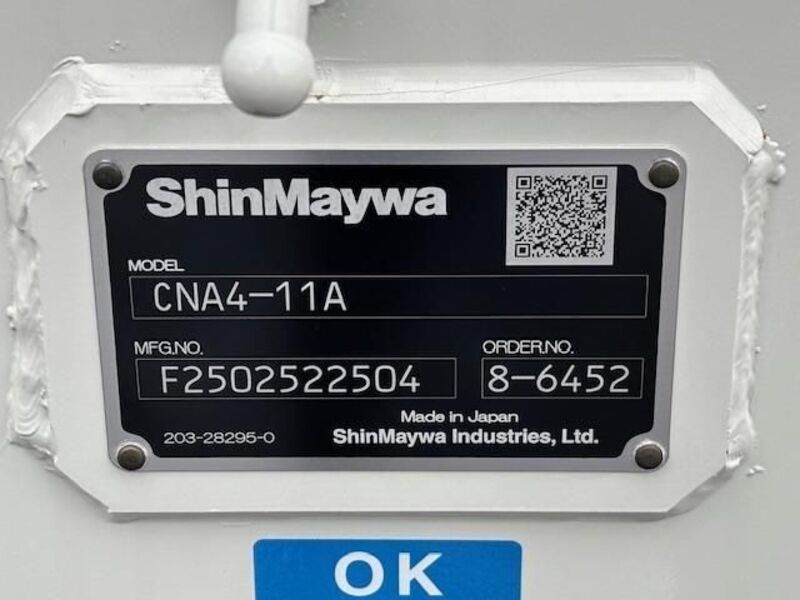 ShinMaywa
MODEL
CNA4-11A
MFG.NO.
ORDER.NO.
F2502522504
8-6452
Made in Japan
203-28295-0
ShinMaywa Industries, Ltd.
OK